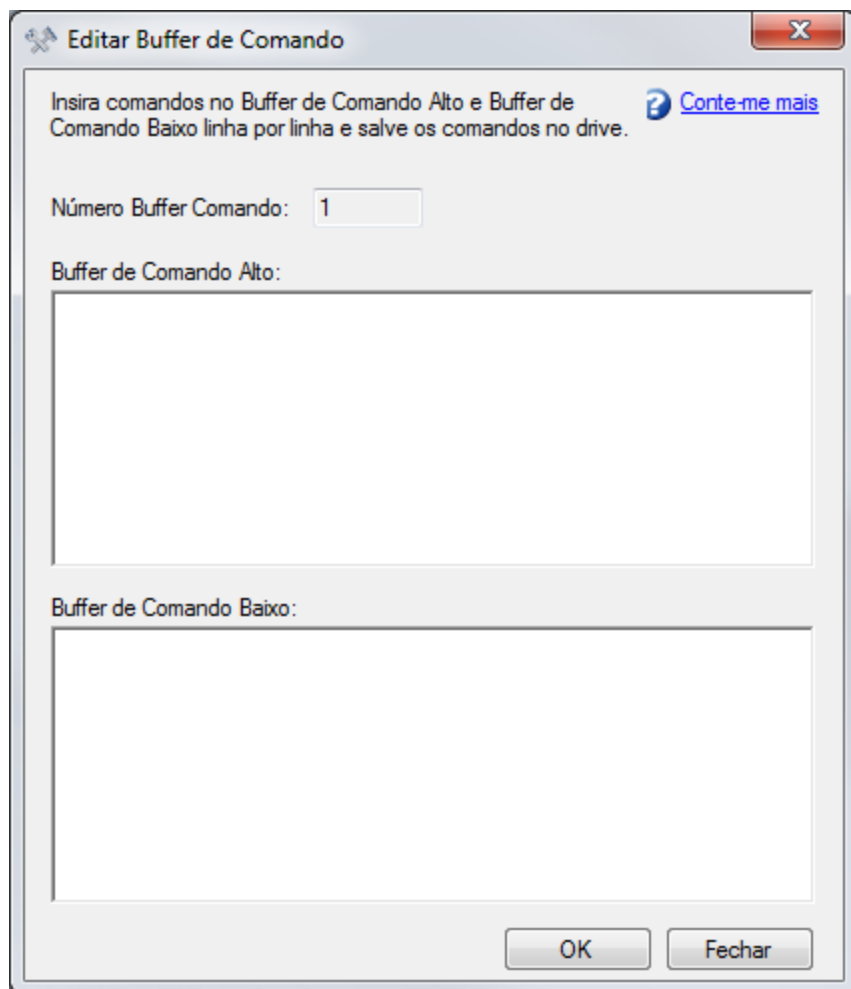 Editar Buffer de Comando
Insira comandos no Buffer de Comando Alto e Buffer de
Comando Baixo linha por linha e salve os comandos no drive.
Conte-me mais
Número Buffer Comando: 1
Buffer de Comando Alto:
Buffer de Comando Baixo:
OK Fechar